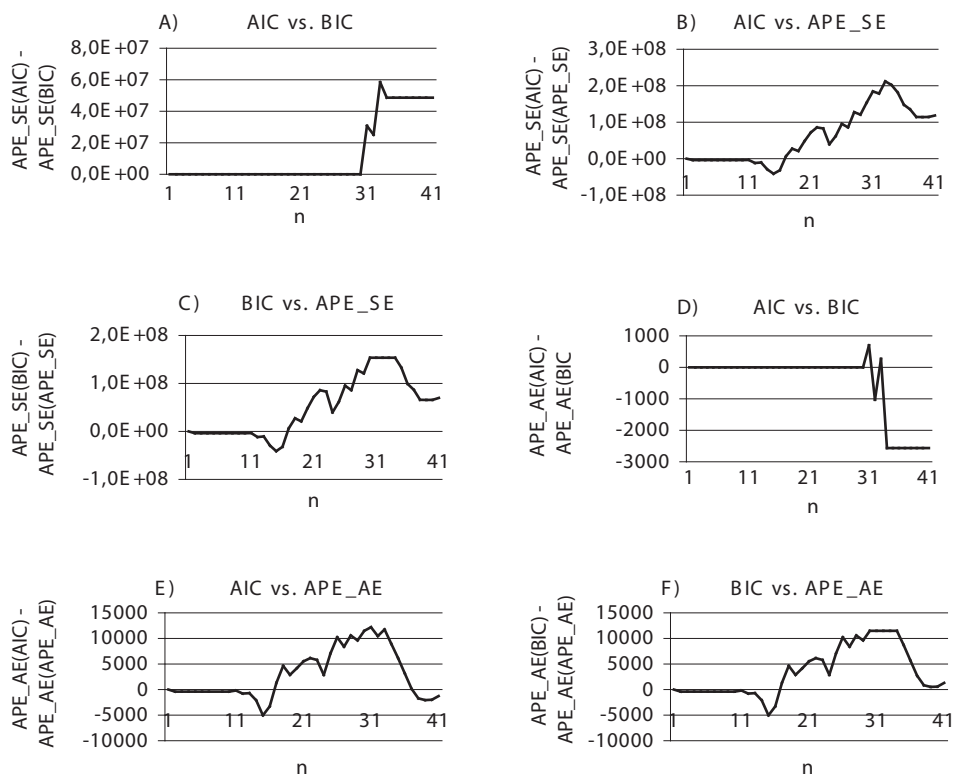 A) AIC vs. BIC
APE_SE(AIC) -
APE_SE(BIC)
8,0E+07
6,0E+07
4,0E+07
2,0E+07
0,0E+00
1 11 21 31 41
n
B) AIC vs. APE_SE
APE_SE(AIC) -
APE_SE(APE_SE)
3,0E+08
2,0E+08
1,0E+08
0,0E+00
-1,0E+08
1 11 21 31 41
n
C) BIC vs. APE_SE
APE_SE(BIC) -
APE_SE(APE_SE)
2,0E+08
1,0E+08
0,0E+00
-1,0E+08
1 11 21 31 41
n
D) AIC vs. BIC
APE_AE(AIC) -
APE_AE(BIC
1000
0
-1000
-2000
-3000
1 11 21 31 41
n
E) AIC vs. APE_AE
APE_AE(AIC) -
APE_AE(APE_AE)
15000
10000
5000
0
-5000
-10000
1 11 21 31 41
n
F) BIC vs. APE_AE
APE_AE(BIC) -
APE_AE(APE_AE)
15000
10000
5000
0
-5000
-10000
1 11 21 31 41
n